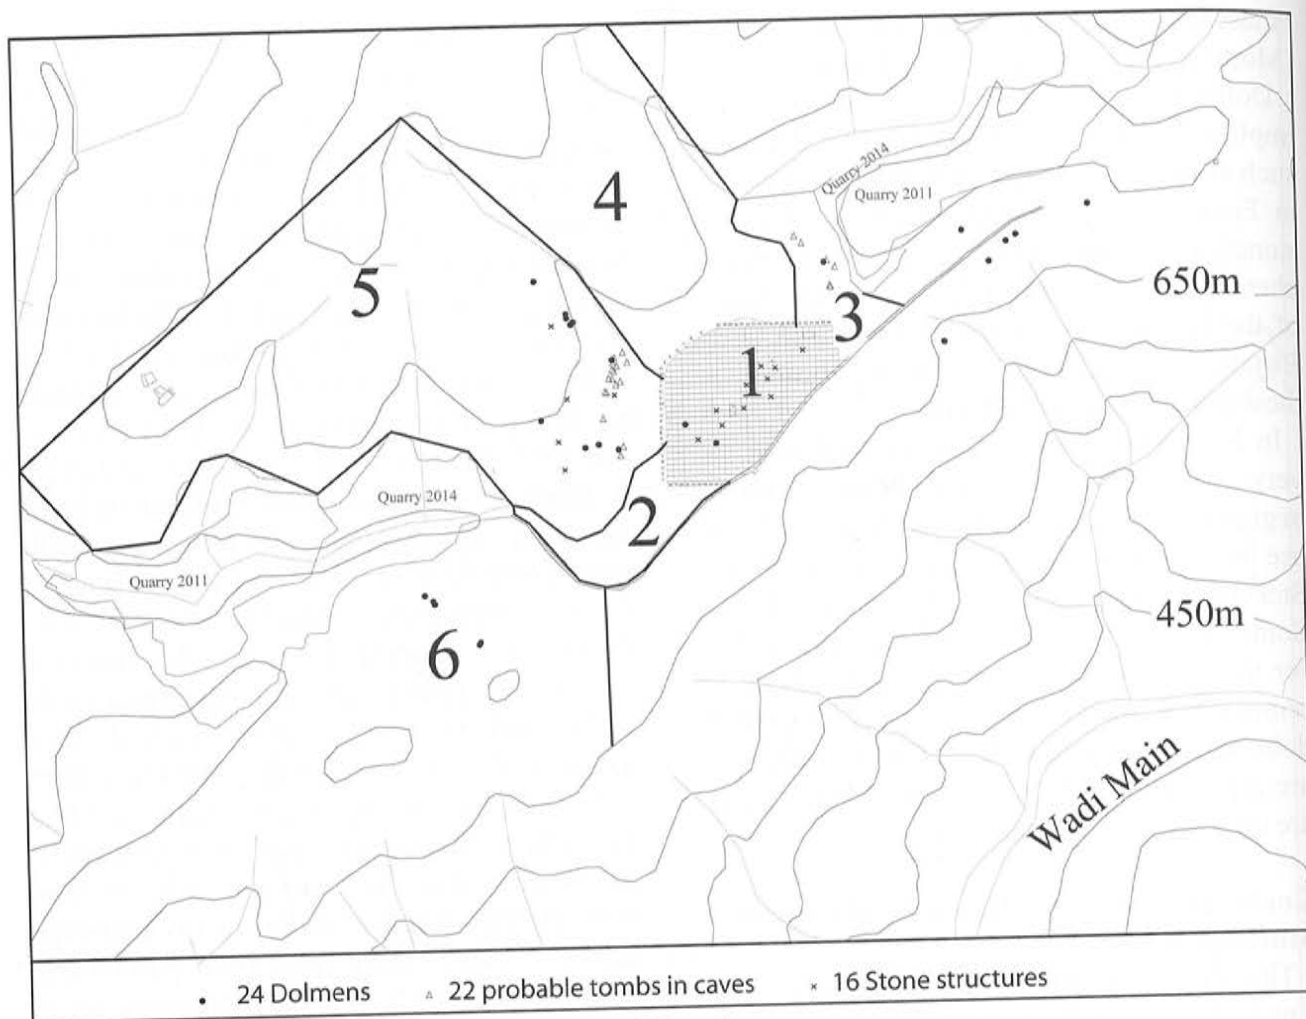 Quarry 2014
Quarry 2011
4
5
650m
3
1
Quarry 2014
2
Quarry 2011
450m
6
Wadi Main
24 Dolmens
22 probable tombs in caves
16 Stone structures